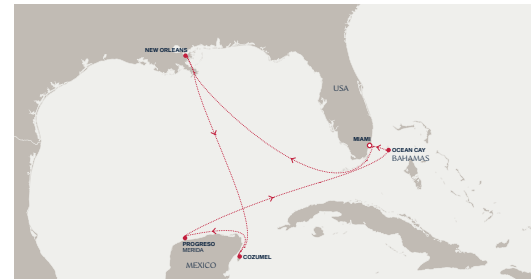 NEW ORLEANS
USA
MIAMI
OCEAN CAY
BAHAMAS
PROGRESO
MERIDA
COZUMEL
MEXICO